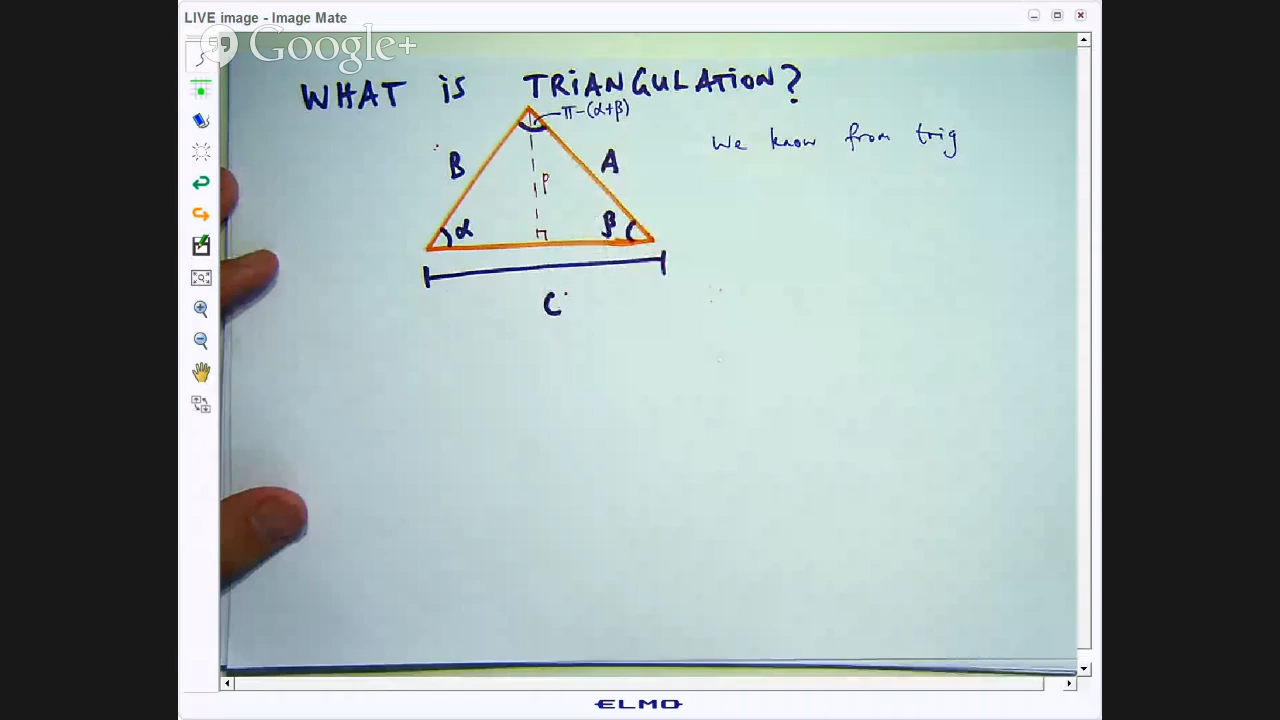 LIVE image - Image Mate
Google+
WHAT iS TRiANGULATiON?
π-(α+β)
We know from trig
B
A
P
α
β
C
ELMO